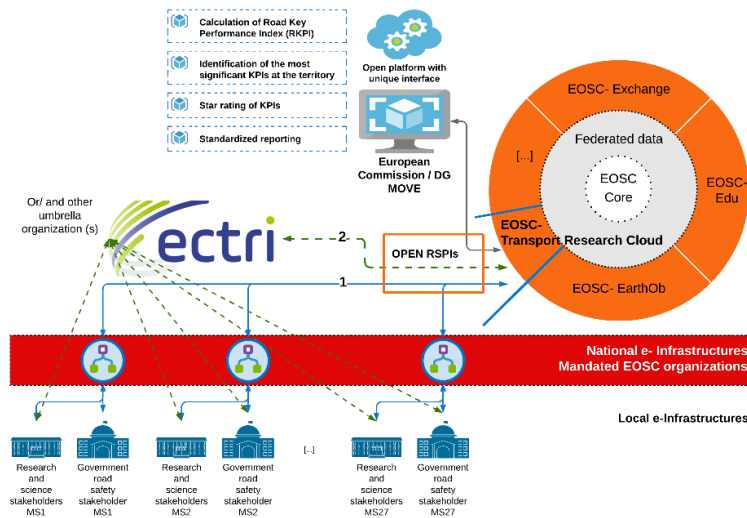 Calculation of Road Key
Performance Index (RKPI)
Identification of the most
significant KPIs at the territory
Star rating of KPIs
Standardized reporting
Open platform with
unique interface
European
Commission / DG
MOVE
EOSC- Exchange
Federated data
[...]
EOSC
Core
EOSC-
Edu
EOSC-
Transport Research Cloud
EOSC- EarthOb
Or/ and other
umbrella
organization (s)
ectri
2
OPEN RSPIs
1
National e- Infrastructures
Mandated EOSC organizations
Local e-Infrastructures
Research
and
science
stakeholders
MS1
Government
road
safety
stakeholder
MS1
Research
and
science
stakeholders
MS2
Government
road
safety
stakeholder
MS2
[...]
Research
and
science
stakeholders
MS27
Government
road
safety
stakeholder
MS27